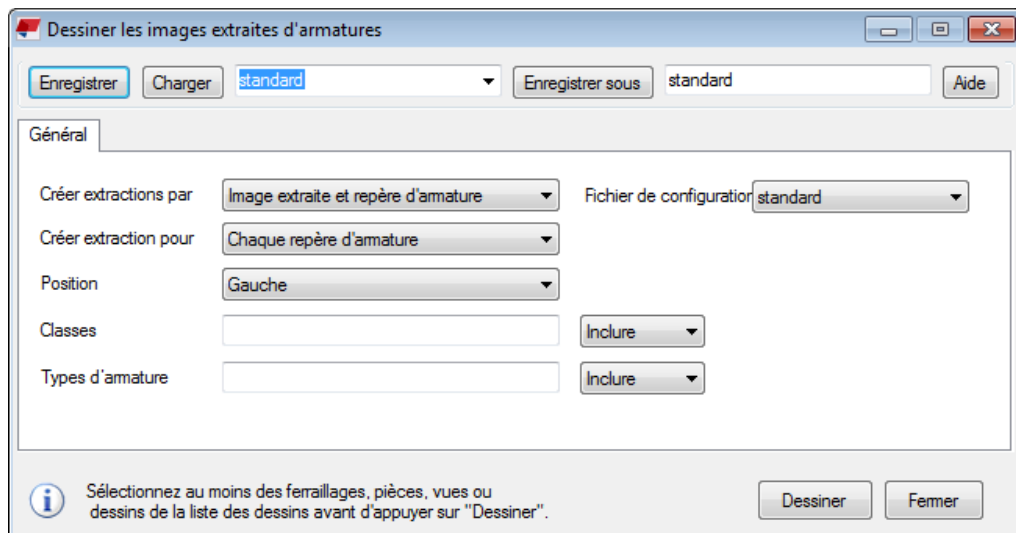 Dessiner les images extraites d'armatures
Enregistrer Charger standard Enregistrer sous standard Aide
Général
Créer extractions par Image extraite et repère d'armature Fichier de configuration standard
Créer extraction pour Chaque repère d'armature
Position Gauche
Classes Inclure
Types d'armature Inclure
Sélectionnez au moins des ferraillages, pièces, vues ou
dessins de la liste des dessins avant d'appuyer sur "Dessiner".
Dessiner Fermer